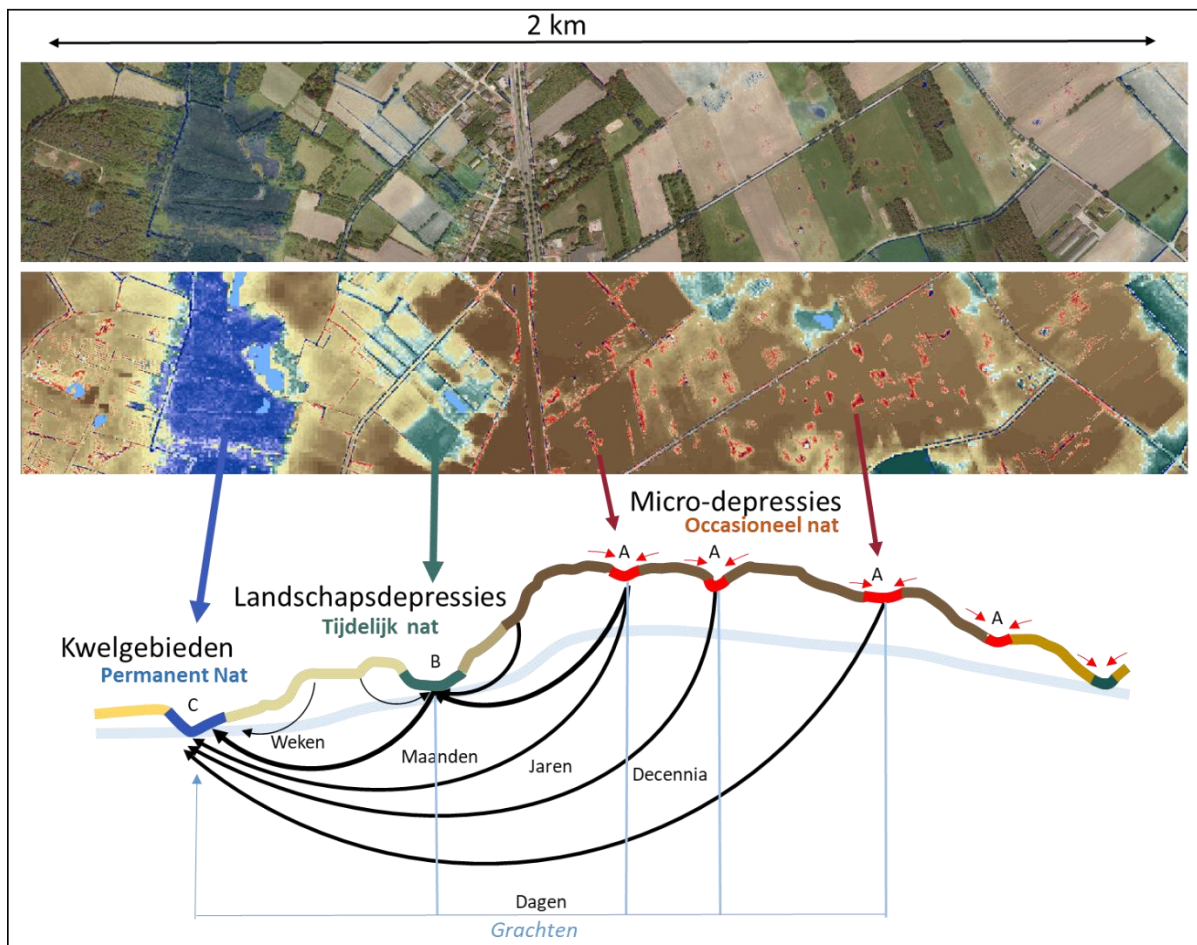 2 km
Micro-depressies
Occasioneel nat
A
A
A
A
Landschapsdepressies
Tijdelijk nat
B
Kwelgebieden
Permanent Nat
C
Weken
Maanden
Jaren
Decennia
Dagen
Grachten